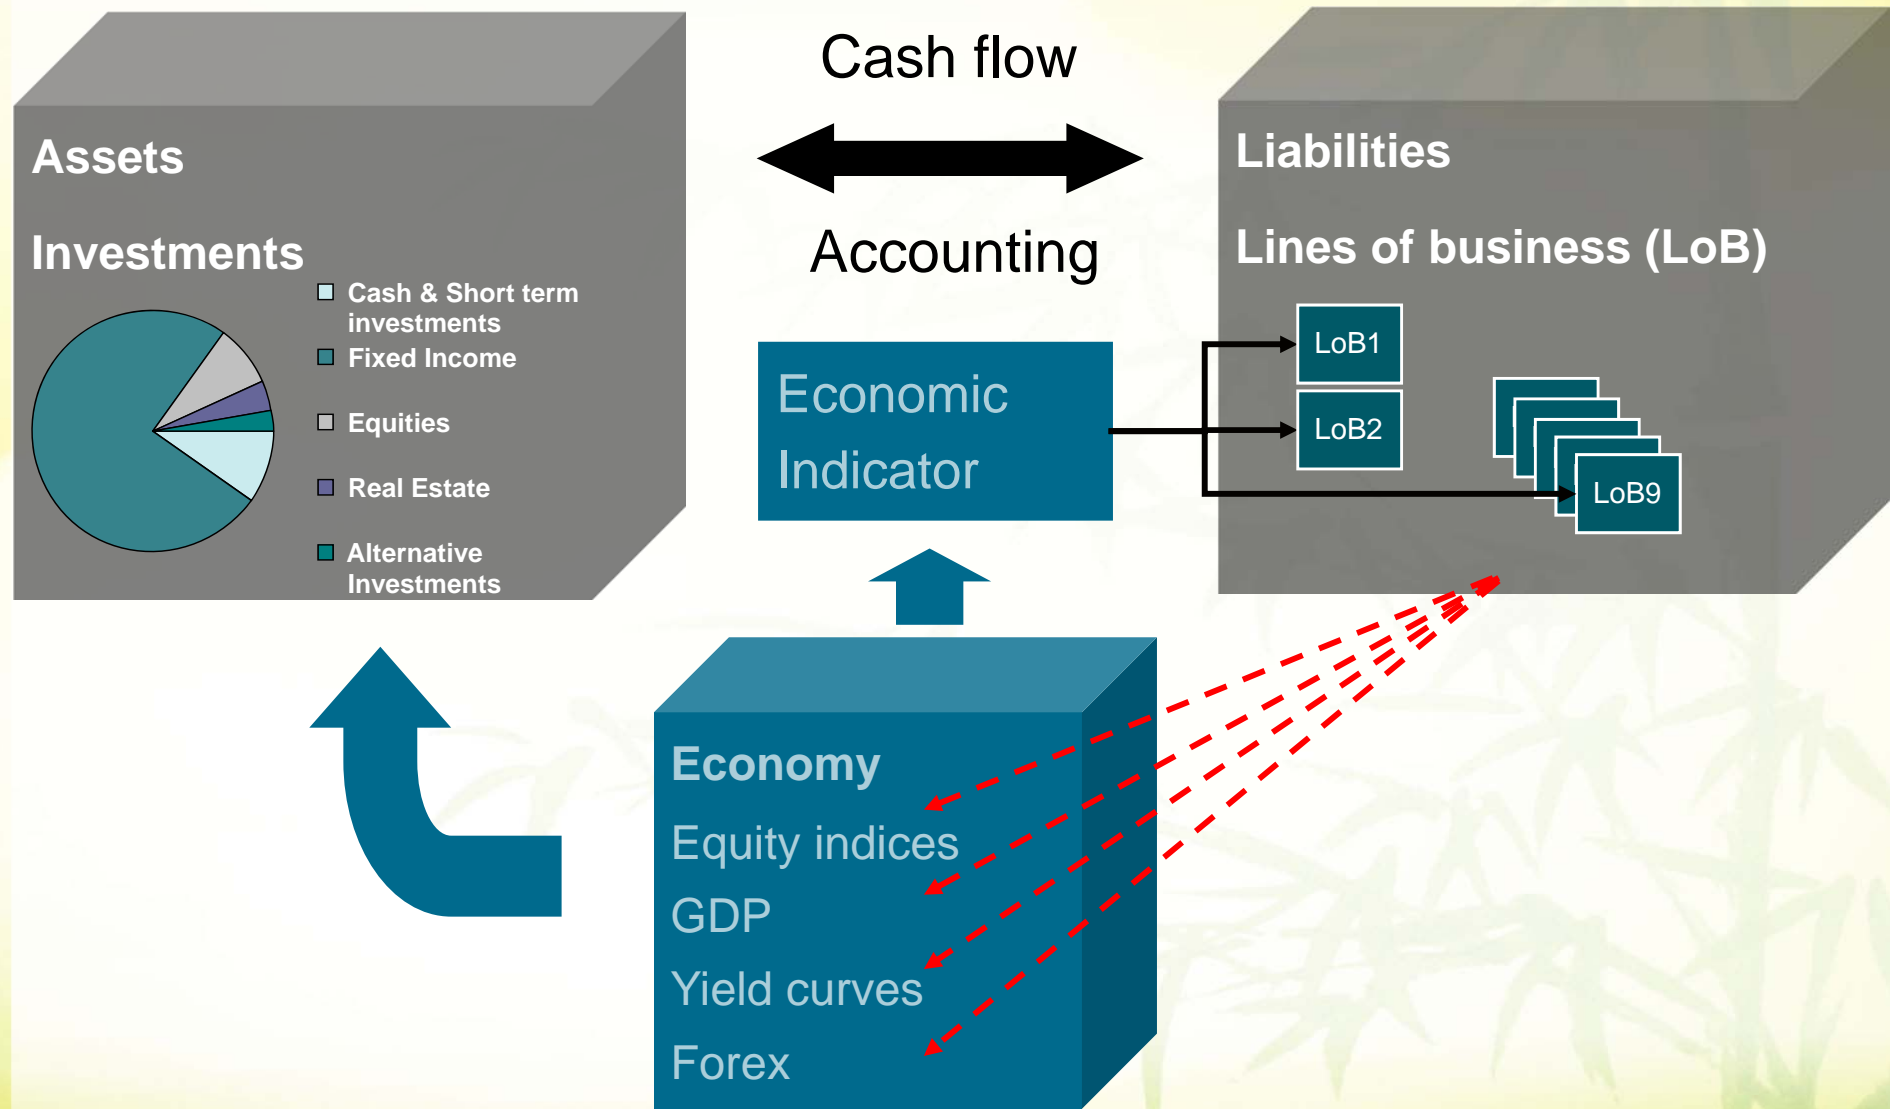 Assets
Investments
Cash & Short term
investments
Fixed Income
Equities
Real Estate
Alternative
Investments
Cash flow
Accounting
Liabilities
Lines of business (LoB)
LoB1
LoB2
LoB9
Economic
Indicator
Economy
Equity indices
GDP
Yield curves
Forex